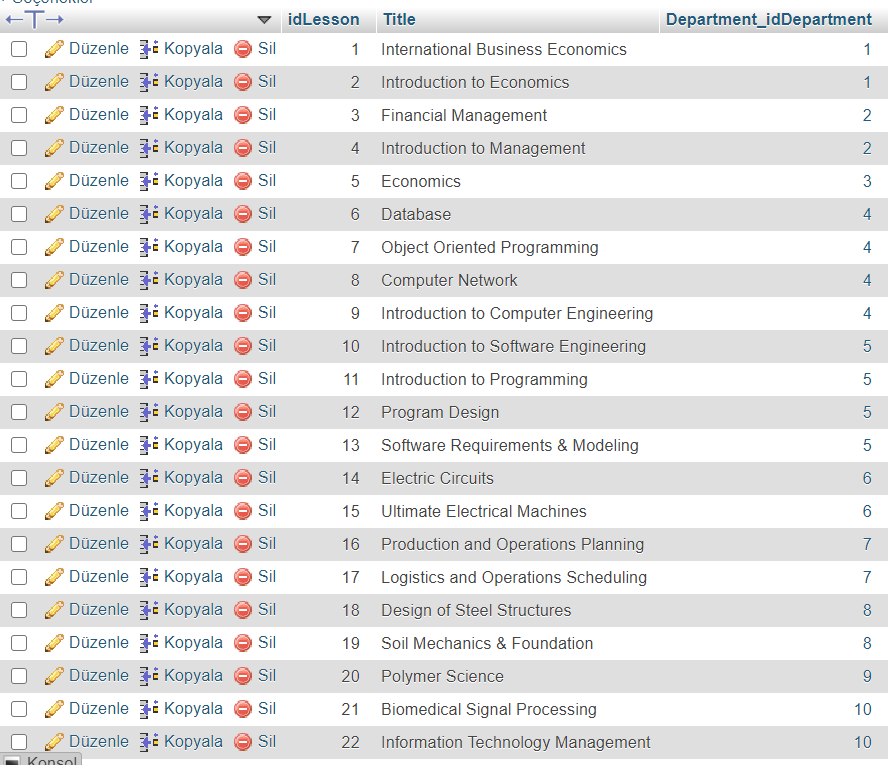 Seçenekler
idLesson Title Department_idDepartment
Düzenle Kopyala Sil 1 International Business Economics 1
Düzenle Kopyala Sil 2 Introduction to Economics 1
Düzenle Kopyala Sil 3 Financial Management 2
Düzenle Kopyala Sil 4 Introduction to Management 2
Düzenle Kopyala Sil 5 Economics 3
Düzenle Kopyala Sil 6 Database 4
Düzenle Kopyala Sil 7 Object Oriented Programming 4
Düzenle Kopyala Sil 8 Computer Network 4
Düzenle Kopyala Sil 9 Introduction to Computer Engineering 4
Düzenle Kopyala Sil 10 Introduction to Software Engineering 5
Düzenle Kopyala Sil 11 Introduction to Programming 5
Düzenle Kopyala Sil 12 Program Design 5
Düzenle Kopyala Sil 13 Software Requirements & Modeling 5
Düzenle Kopyala Sil 14 Electric Circuits 6
Düzenle Kopyala Sil 15 Ultimate Electrical Machines 6
Düzenle Kopyala Sil 16 Production and Operations Planning 7
Düzenle Kopyala Sil 17 Logistics and Operations Scheduling 7
Düzenle Kopyala Sil 18 Design of Steel Structures 8
Düzenle Kopyala Sil 19 Soil Mechanics & Foundation 8
Düzenle Kopyala Sil 20 Polymer Science 9
Düzenle Kopyala Sil 21 Biomedical Signal Processing 10
Düzenle Kopyala Sil 22 Information Technology Management 10
Konsol